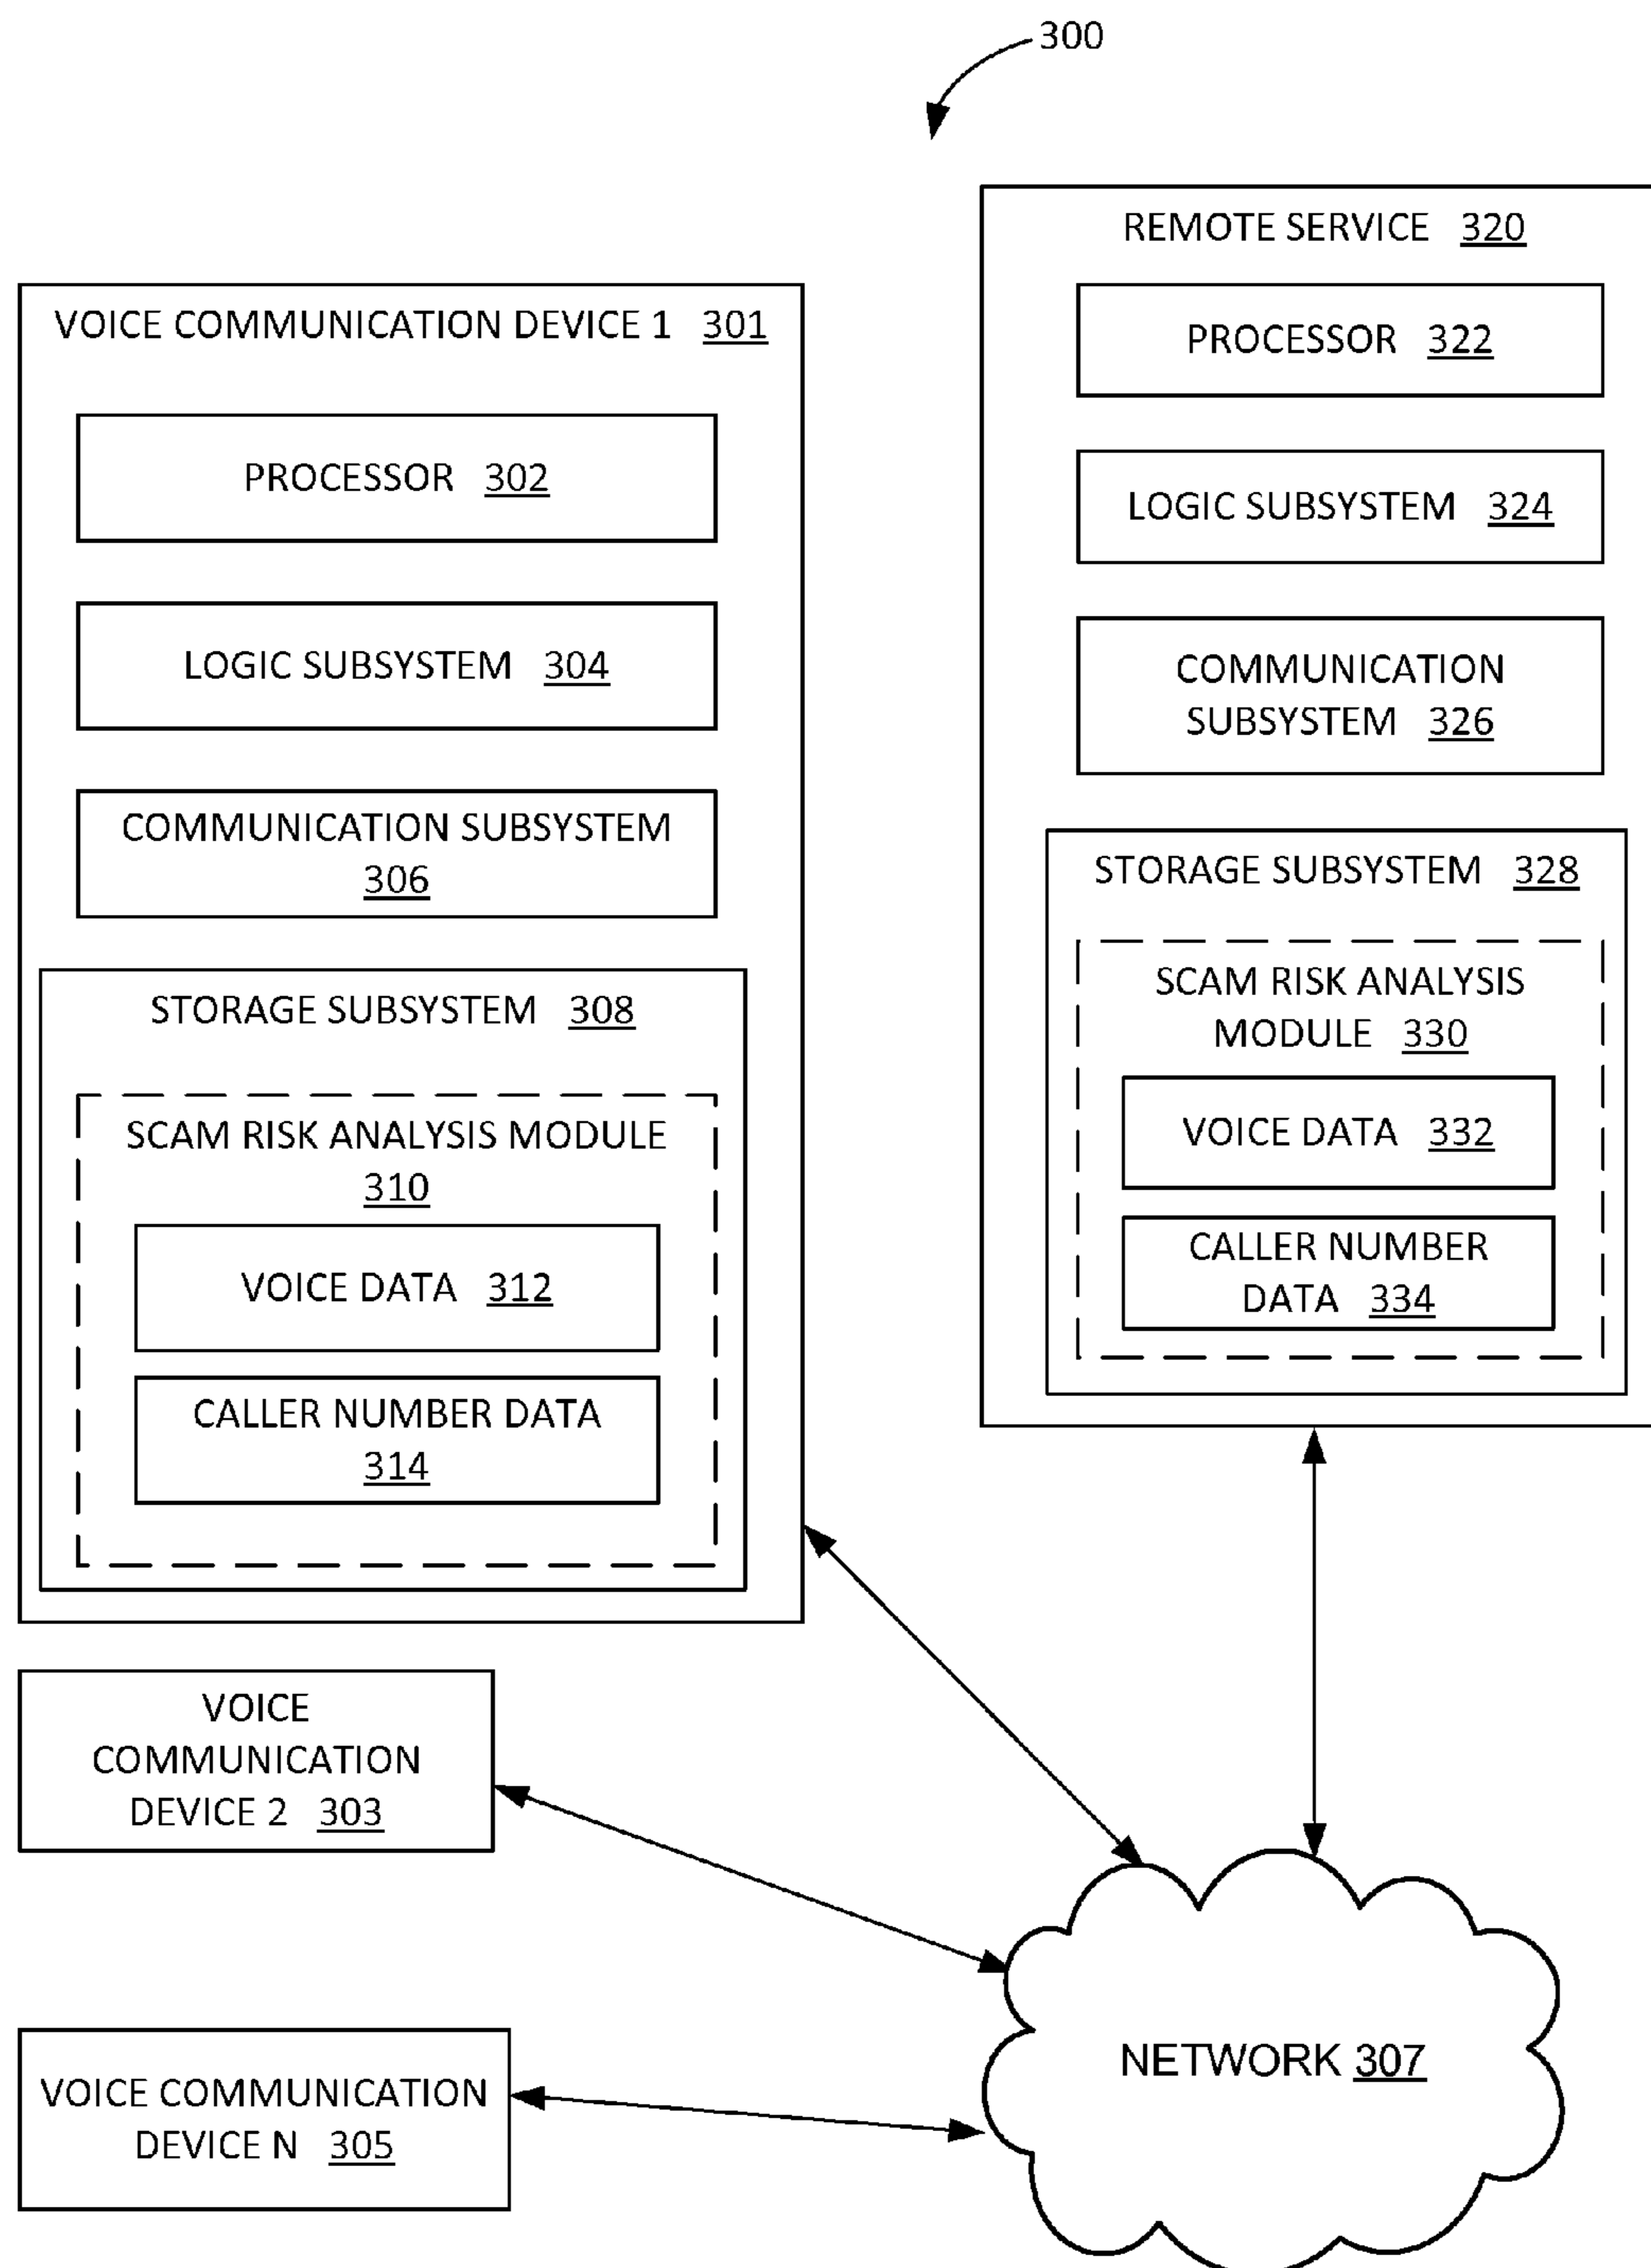 300
VOICE COMMUNICATION DEVICE 1 301
PROCESSOR 302
LOGIC SUBSYSTEM 304
COMMUNICATION SUBSYSTEM
306
STORAGE SUBSYSTEM 308
SCAM RISK ANALYSIS MODULE
310
VOICE DATA 312
CALLER NUMBER DATA
314
REMOTE SERVICE 320
PROCESSOR 322
LOGIC SUBSYSTEM 324
COMMUNICATION
SUBSYSTEM 326
STORAGE SUBSYSTEM 328
SCAM RISK ANALYSIS
MODULE 330
VOICE DATA 332
CALLER NUMBER
DATA 334
VOICE
COMMUNICATION
DEVICE 2 303
VOICE COMMUNICATION
DEVICE N 305
NETWORK 307